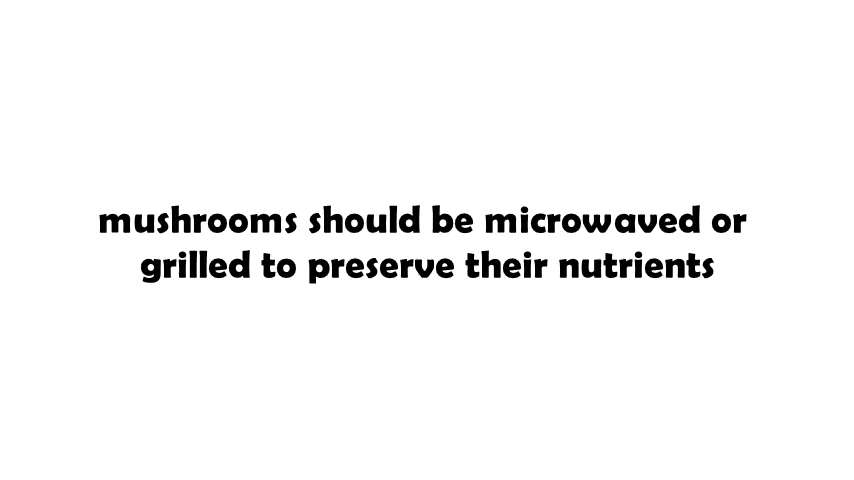 mushrooms should be microwaved or
grilled to preserve their nutrients